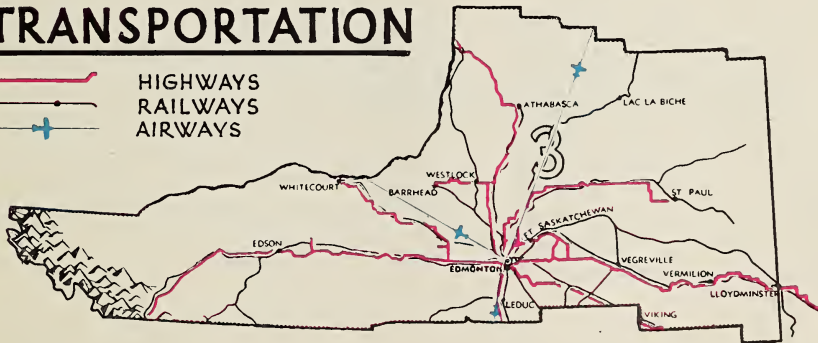 TRANSPORTATION
HIGHWAYS
RAILWAYS
AIRWAYS
ATHABASCA
LAC LA BICHE
3
WESTLOCK
WHITECOURT
BARRHEAD
ST PAUL
FT SASKATCHEWAN
EDSON
EDMONTON
VEGREVILLE
VERMILION
LLOYDMINSTER
LEDUC
VIKING